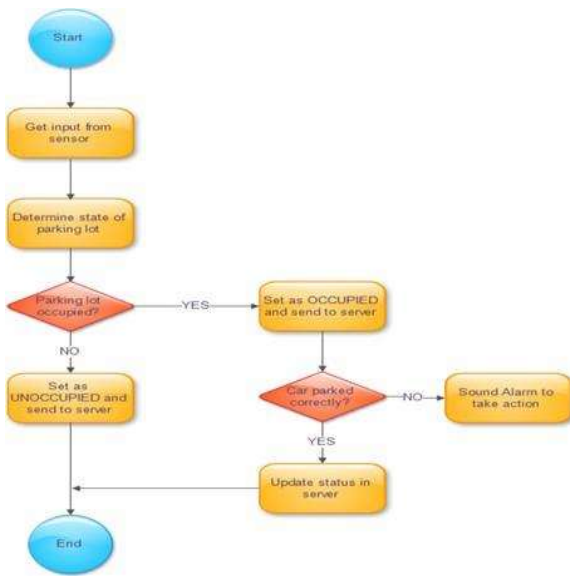 Start
Get input from
sensor
Determine state of
parking lot
Parking lot
occupied?
YES
Set as OCCUPIED
and send to server
NO
Set as
UNOCCUPIED and
send to server
Car parked
correctly?
NO
Sound Alarm to
take action
YES
Update status in
server
End